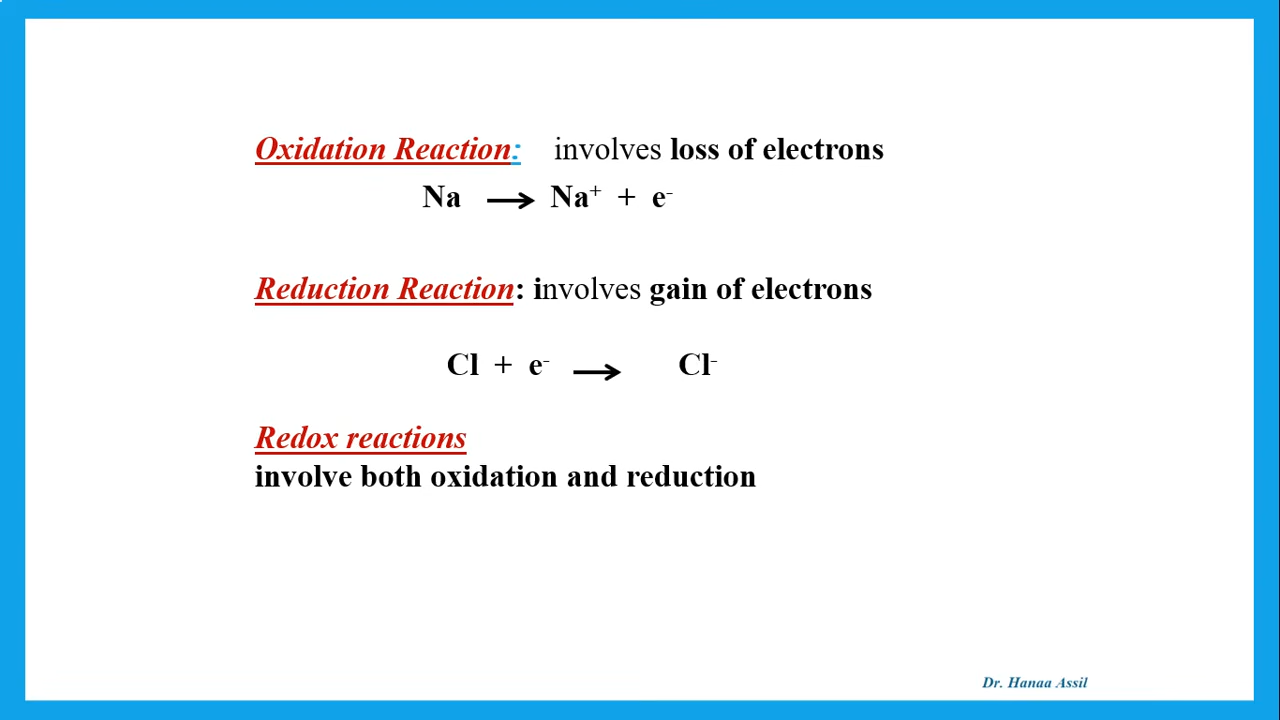 Oxidation Reaction: involves loss of electrons
Na → Na⁺ + e⁻
Reduction Reaction: involves gain of electrons
Cl + e⁻ → Cl⁻
Redox reactions
involve both oxidation and reduction
Dr. Hanaa Assil